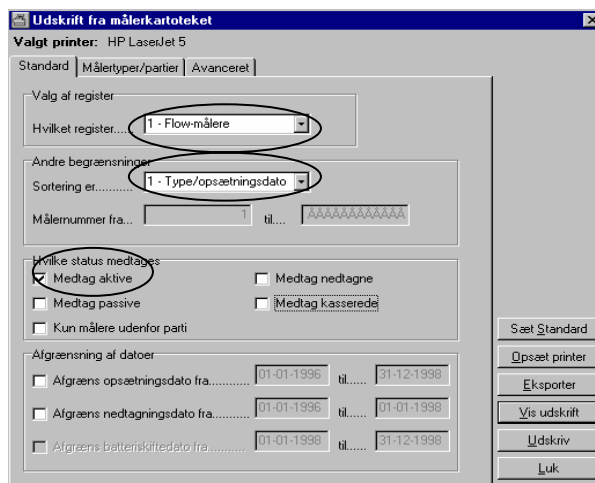 Udskrift fra målerkartoteket
Valgt printer: HP LaserJet 5
Standard Målertyper/partier Avanceret
Valg af register
Hvilket register..... 1 - Flow-målere
Andre begrænsninger
Sortering er........... 1 - Type/opsætningsdato
Målernummer fra... 1 til.... ÅÅÅÅÅÅÅÅÅÅÅÅ
Hvilke status medtages
Medtag aktive Medtag nedtagne
Medtag passive Medtag kasserede
Kun målere udenfor parti
Afgrænsning af datoer
Afgræns opsætningsdato fra........... 01-01-1996 til...... 31-12-1998
Afgræns nedtagningsdato fra......... 01-01-1996 til...... 01-01-1998
Afgræns batteriskiftedato fra........... 01-01-1998 til...... 31-12-1998
Sæt Standard
Opsæt printer
Eksporter
Vis udskrift
Udskriv
Luk